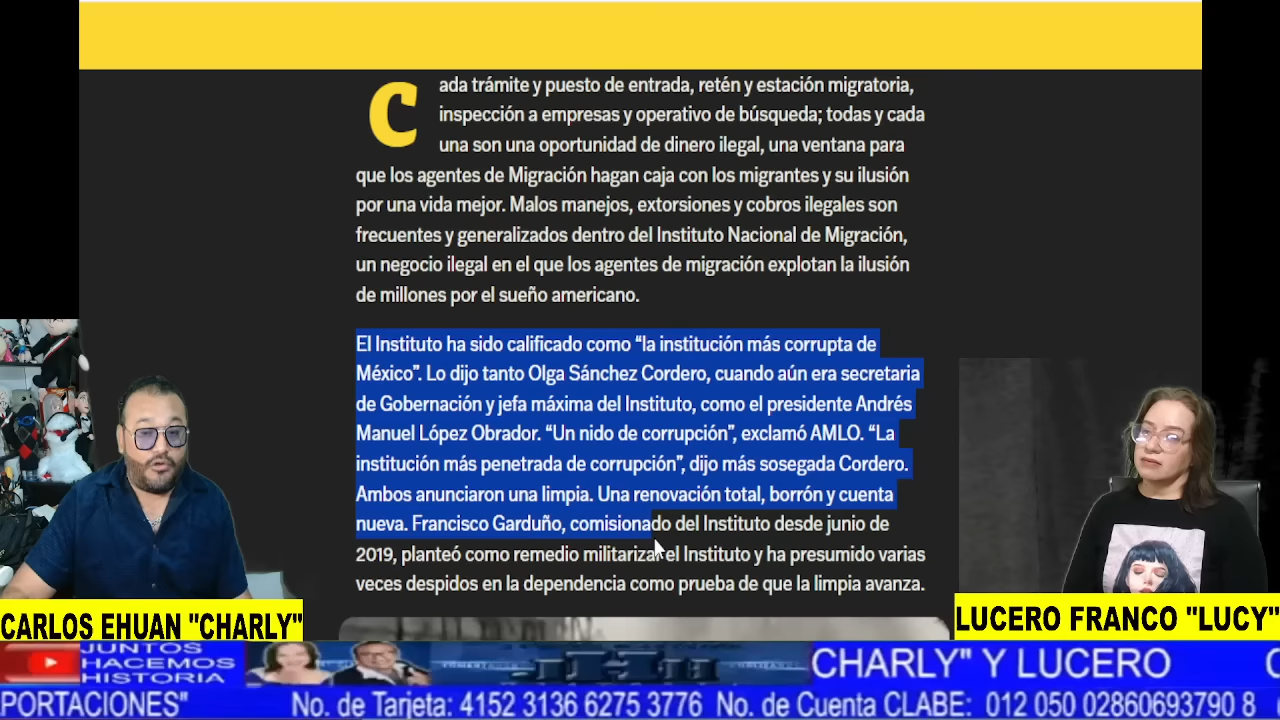 Cada trámite y puesto de entrada, retén y estación migratoria,
inspección a empresas y operativo de búsqueda; todas y cada
una son una oportunidad de dinero ilegal, una ventana para
que los agentes de Migración hagan caja con los migrantes y su ilusión
por una vida mejor. Malos manejos, extorsiones y cobros ilegales son
frecuentes y generalizados dentro del Instituto Nacional de Migración,
un negocio ilegal en el que los agentes de migración explotan la ilusión
de millones por el sueño americano.
El Instituto ha sido calificado como “la institución más corrupta de
México”. Lo dijo tanto Olga Sánchez Cordero, cuando aún era secretaria
de Gobernación y jefa máxima del Instituto, como el presidente Andrés
Manuel López Obrador. “Un nido de corrupción”, exclamó AMLO. “La
institución más penetrada de corrupción”, dijo más sosegada Cordero.
Ambos anunciaron una limpia. Una renovación total, borrón y cuenta
nueva. Francisco Garduño, comisionado del Instituto desde junio de
2019, planteó como remedio militarizar el Instituto y ha presumido varias
veces despidos en la dependencia como prueba de que la limpia avanza.
CARLOS EHUAN "CHARLY"
LUCERO FRANCO "LUCY"
JUNTOS
HACEMOS
HISTORIA
CHARLY" Y LUCERO
PORTACIONES" No. de Tarjeta: 4152 3136 6275 3776 No. de Cuenta CLABE: 012 050 02860693790 8